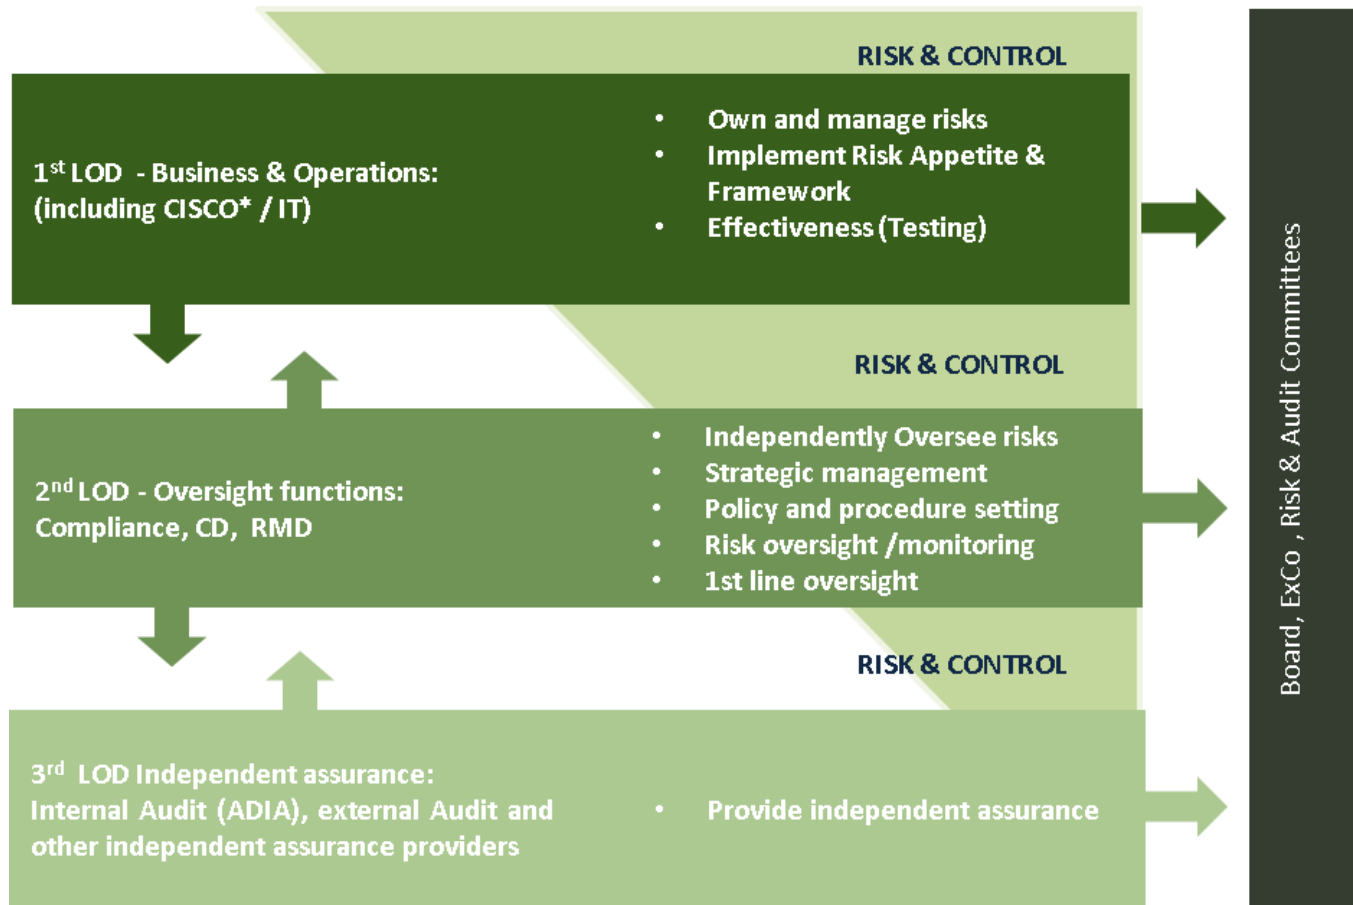 RISK & CONTROL
1st LOD - Business & Operations:
(including CISCO* / IT)
• Own and manage risks
• Implement Risk Appetite &
Framework
• Effectiveness (Testing)
RISK & CONTROL
2nd LOD - Oversight functions:
Compliance, CD, RMD
• Independently Oversee risks
• Strategic management
• Policy and procedure setting
• Risk oversight /monitoring
• 1st line oversight
RISK & CONTROL
3rd LOD Independent assurance:
Internal Audit (ADIA), external Audit and
other independent assurance providers
• Provide independent assurance
Board, ExCo , Risk & Audit Committees